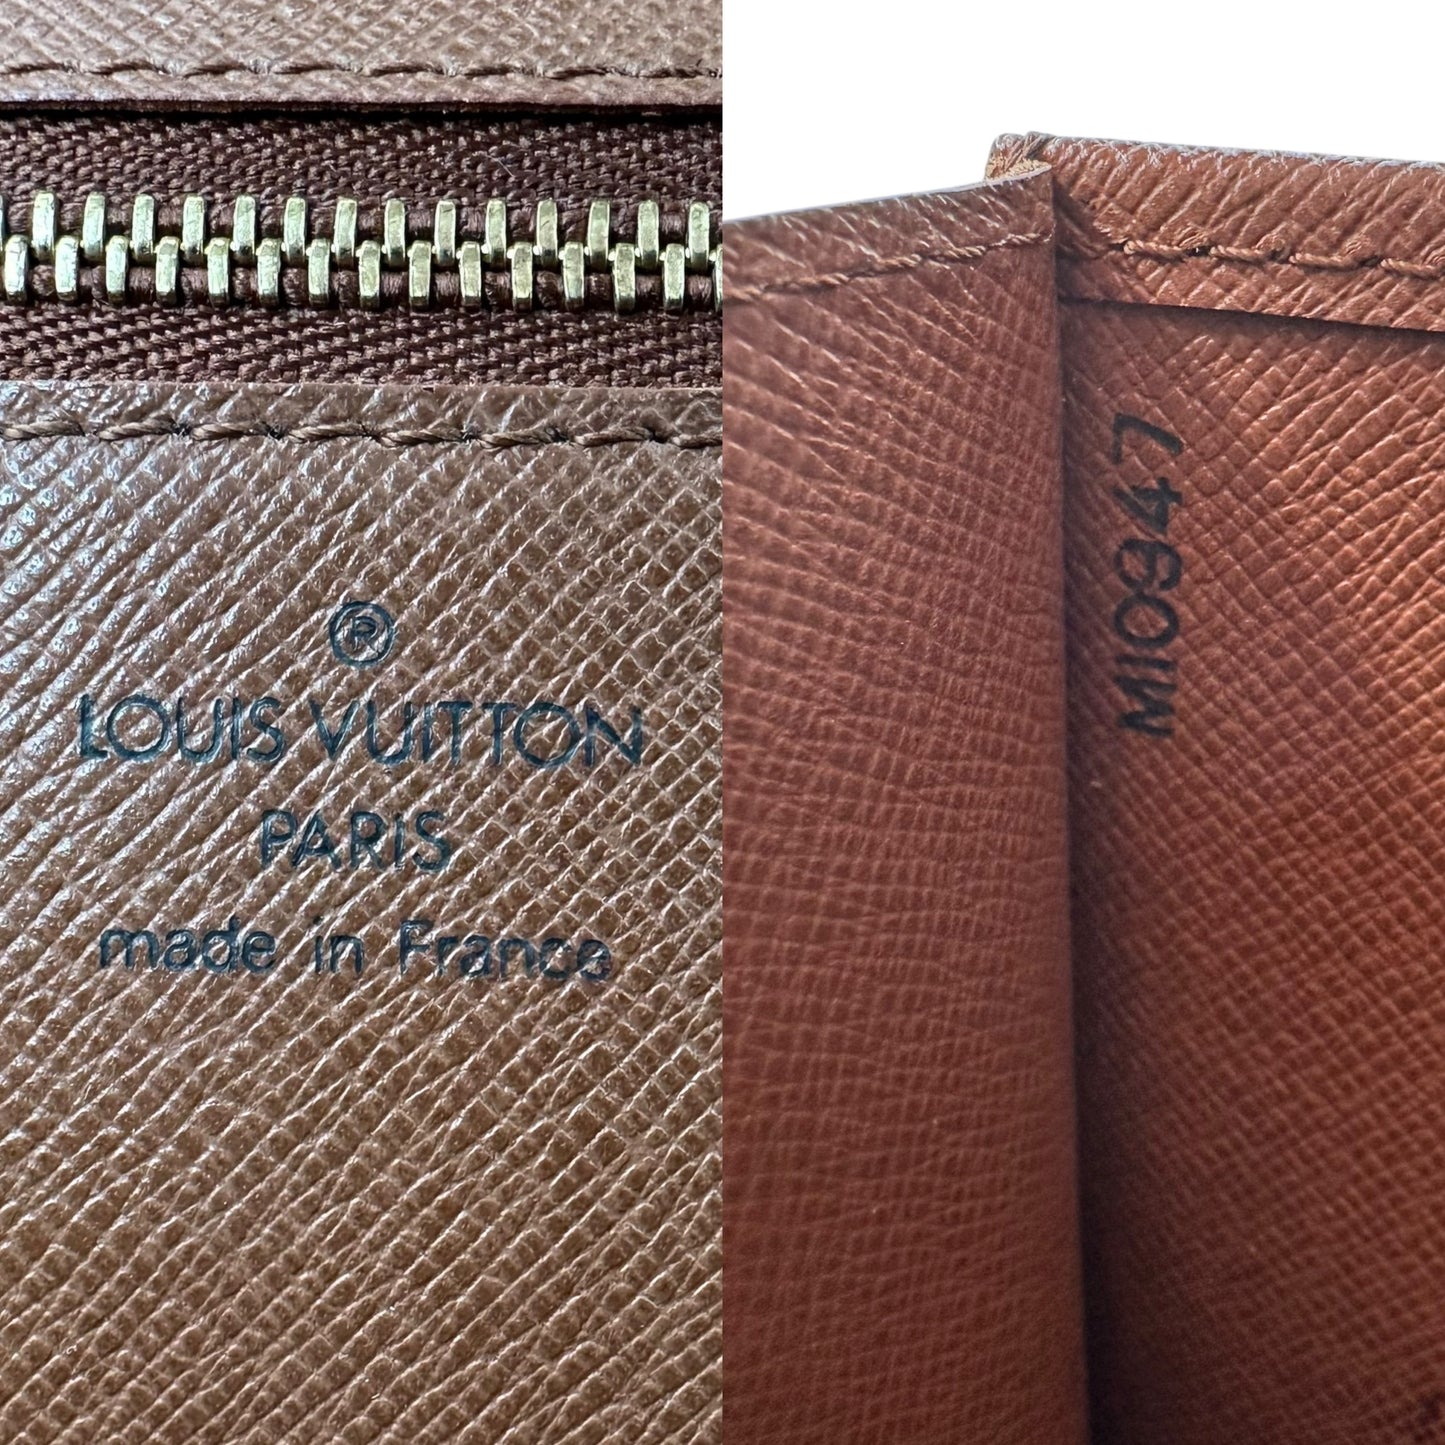 ®
LOUIS VUITTON
PARIS
made in France
MI0947